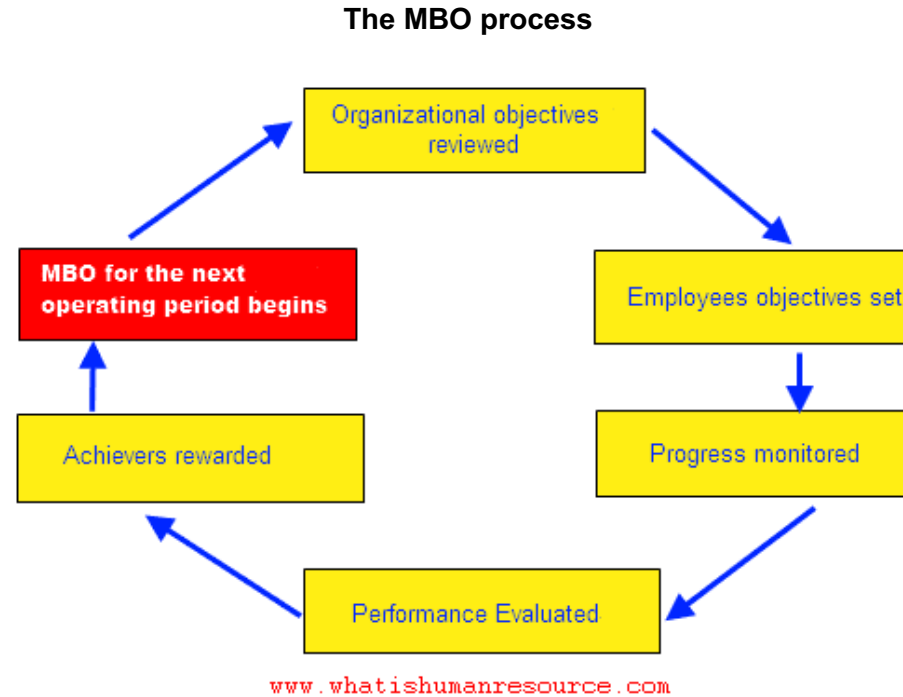 The MBO process
Organizational objectives
reviewed
MBO for the next
operating period begins
Employees objectives set
Achievers rewarded
Progress monitored
Performance Evaluated
www.whatishumanresource.com